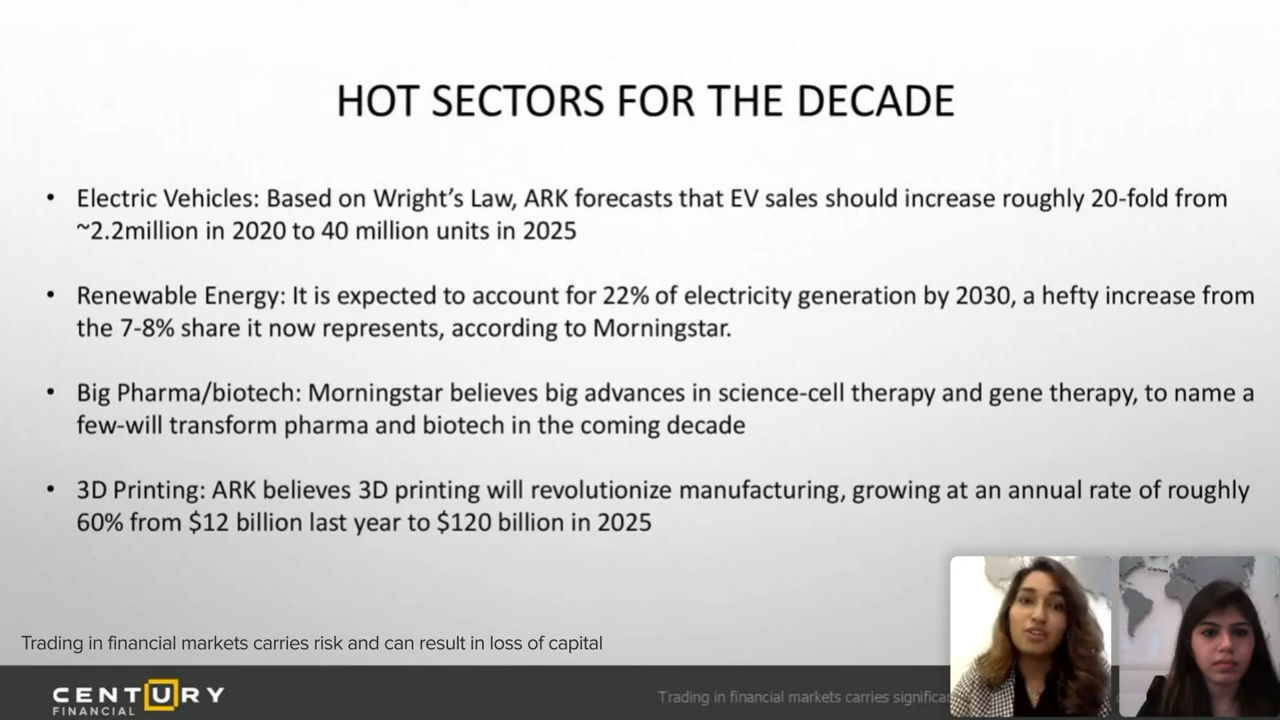 HOT SECTORS FOR THE DECADE
• Electric Vehicles: Based on Wright’s Law, ARK forecasts that EV sales should increase roughly 20-fold from
~2.2million in 2020 to 40 million units in 2025
• Renewable Energy: It is expected to account for 22% of electricity generation by 2030, a hefty increase from
the 7-8% share it now represents, according to Morningstar.
• Big Pharma/biotech: Morningstar believes big advances in science-cell therapy and gene therapy, to name a
few-will transform pharma and biotech in the coming decade
• 3D Printing: ARK believes 3D printing will revolutionize manufacturing, growing at an annual rate of roughly
60% from $12 billion last year to $120 billion in 2025
Trading in financial markets carries risk and can result in loss of capital
CENTURY
FINANCIAL
Trading in financial markets carries